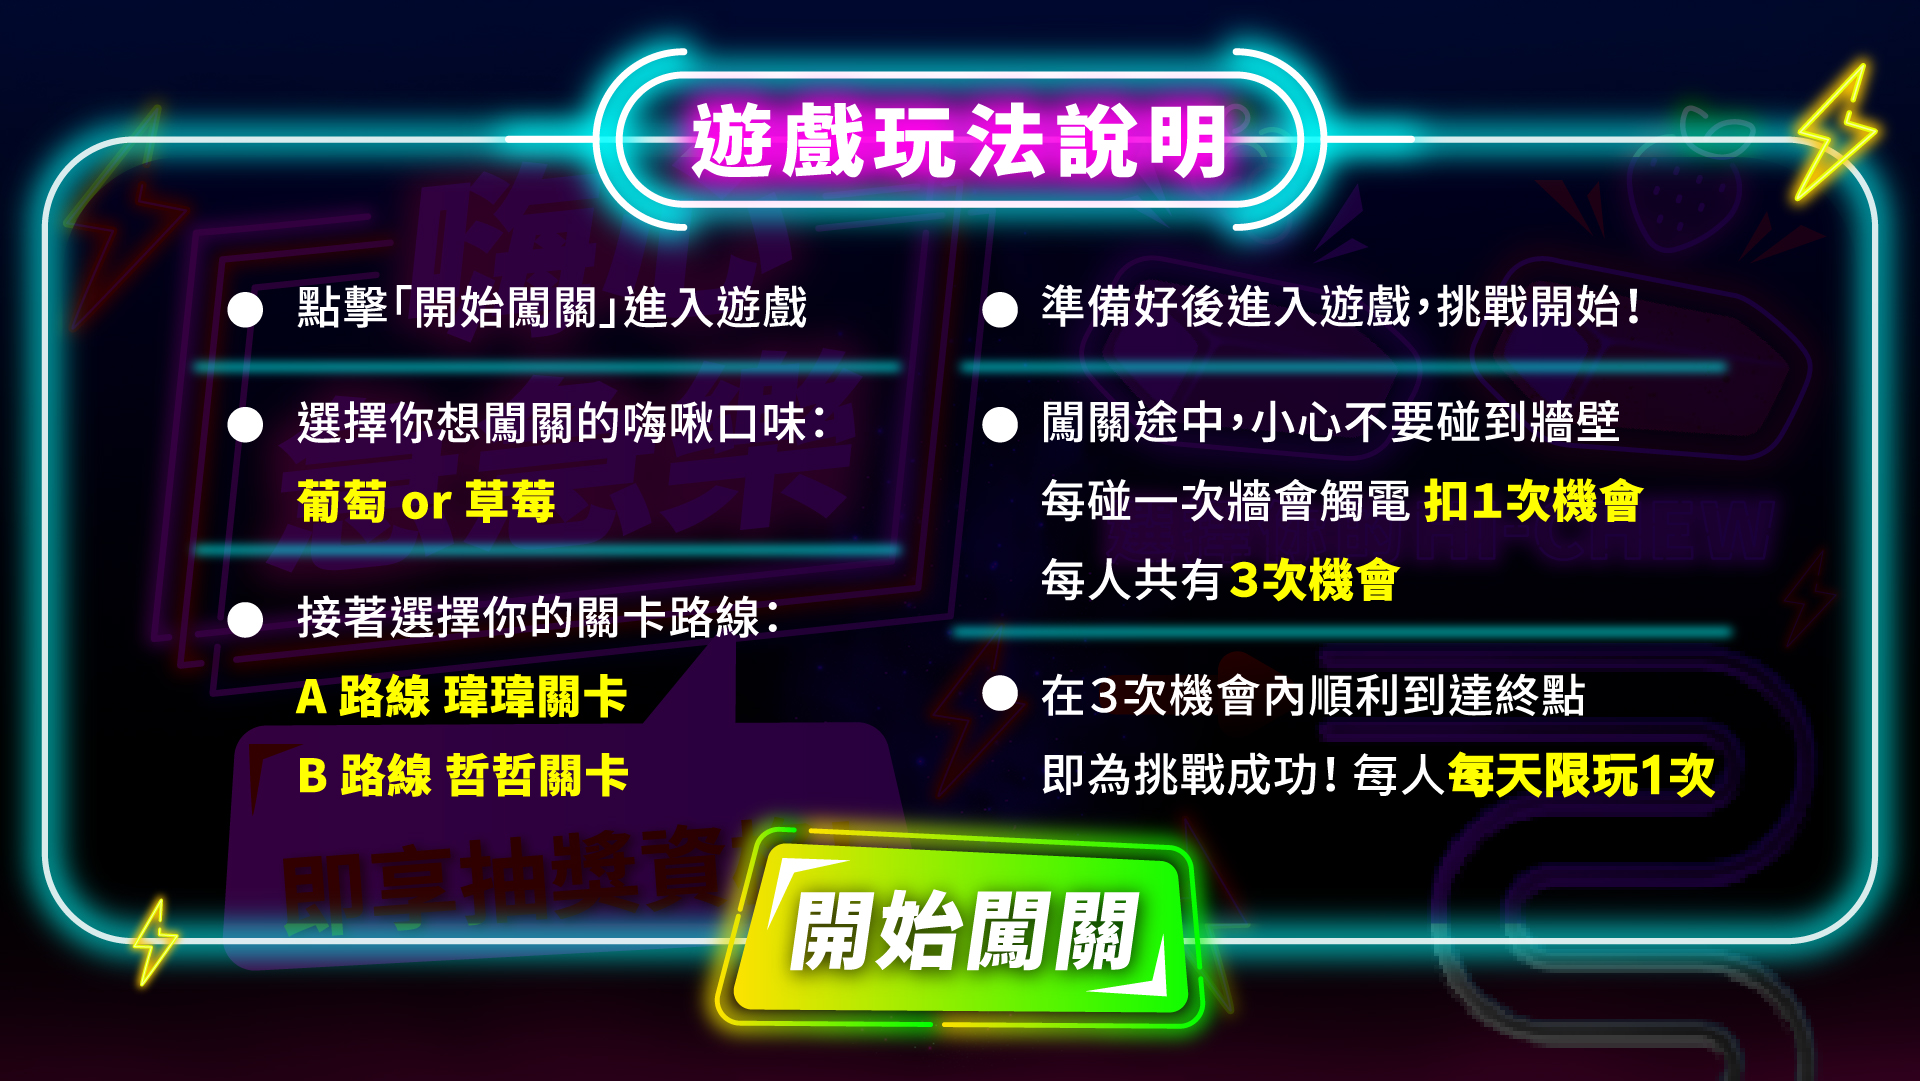 遊戲玩法說明
點擊「開始闖關」進入遊戲
選擇你想闖關的嗨啾口味：
葡萄 or 草莓
接著選擇你的關卡路線：
A 路線 瑋瑋關卡
B 路線 哲哲關卡
準備好後進入遊戲，挑戰開始！
闖關途中，小心不要碰到牆壁
每碰一次牆會觸電 扣1次機會
每人共有3次機會
在3次機會內順利到達終點
即為挑戰成功！每人每天限玩1次
即享抽獎資
開始闖關